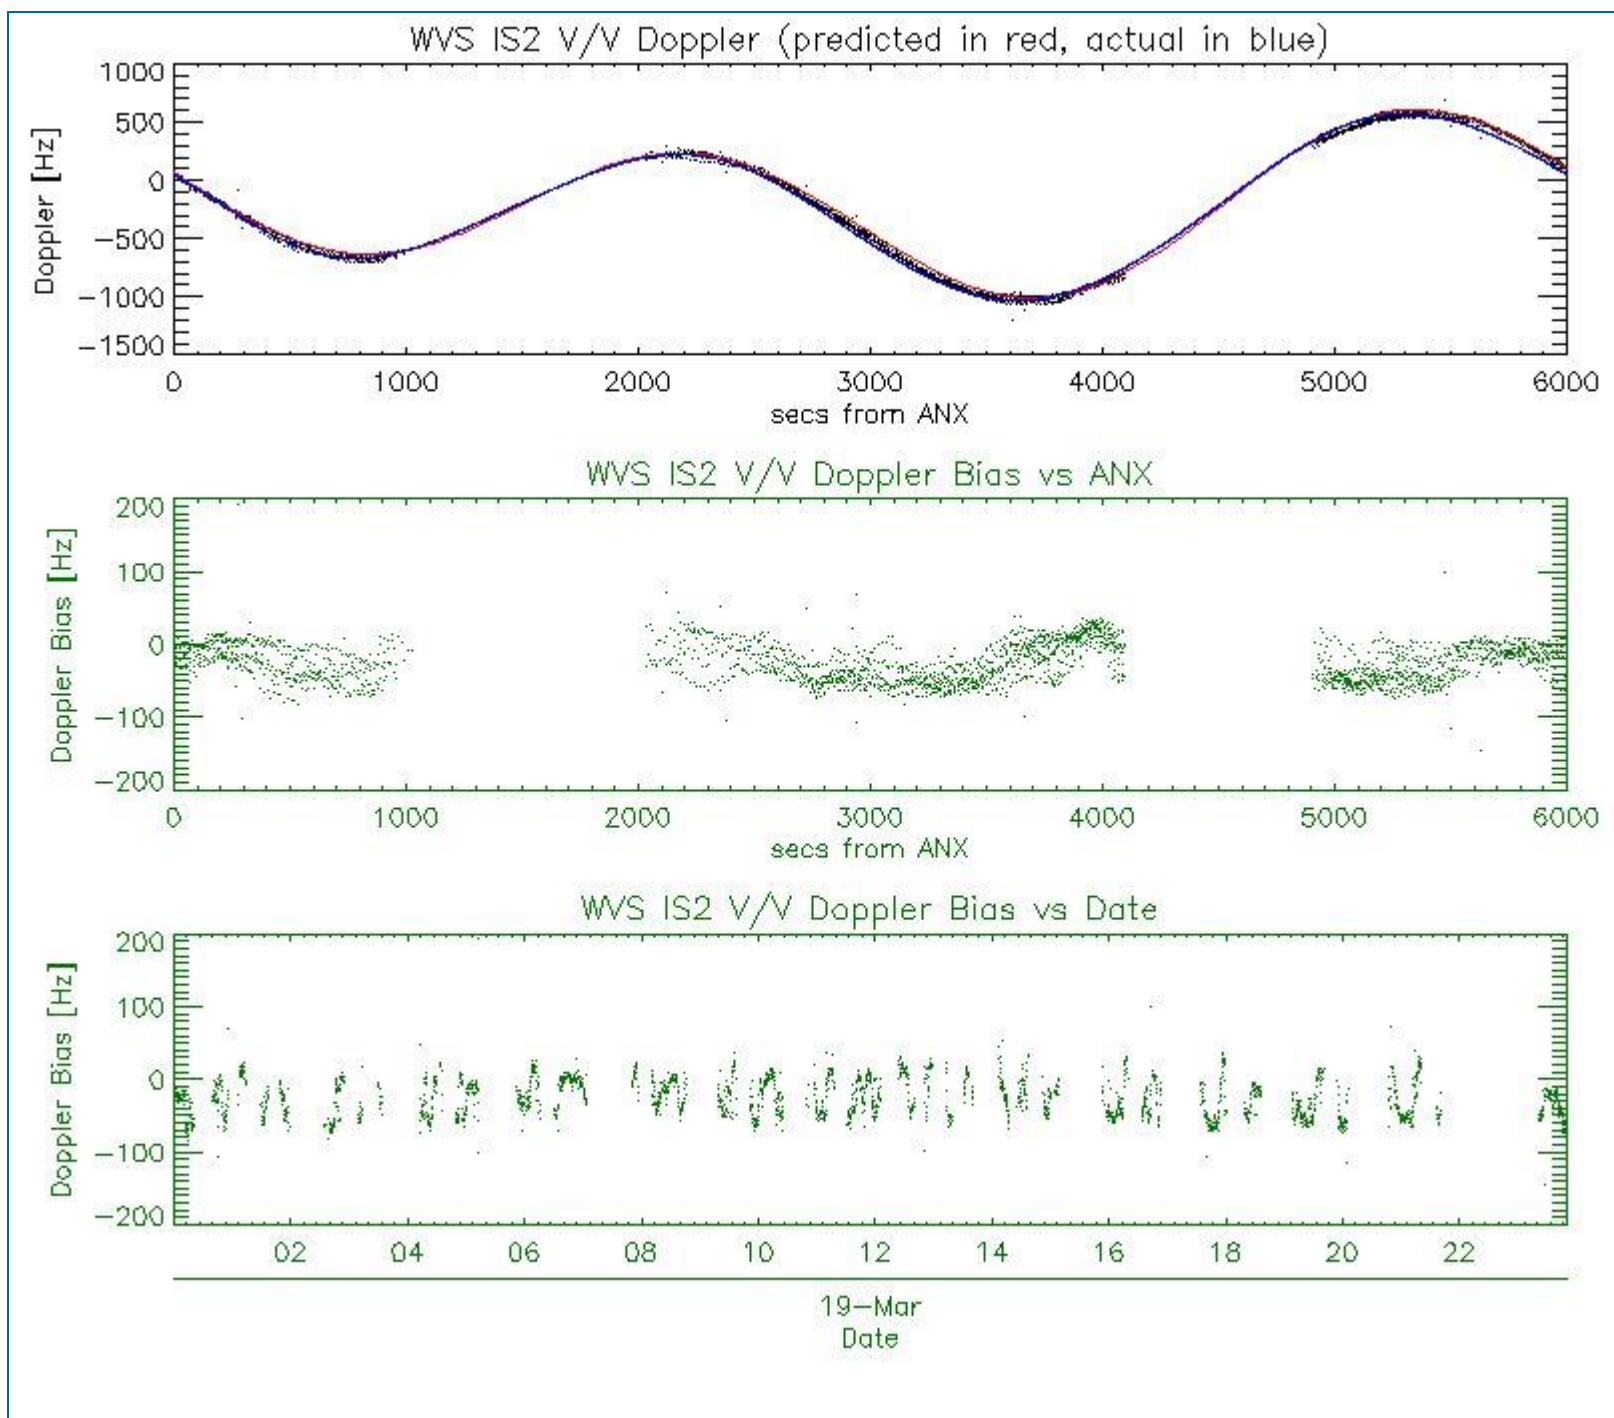 WVS IS2 V/V Doppler (predicted in red, actual in blue)
1000
500
0
-500
-1000
-1500
Doppler [Hz]
0 1000 2000 3000 4000 5000 6000
secs from ANX
WVS IS2 V/V Doppler Bias vs ANX
200
100
0
-100
-200
Doppler Bias [Hz]
0 1000 2000 3000 4000 5000 6000
secs from ANX
WVS IS2 V/V Doppler Bias vs Date
200
100
0
-100
-200
Doppler Bias [Hz]
02 04 06 08 10 12 14 16 18 20 22
19-Mar
Date